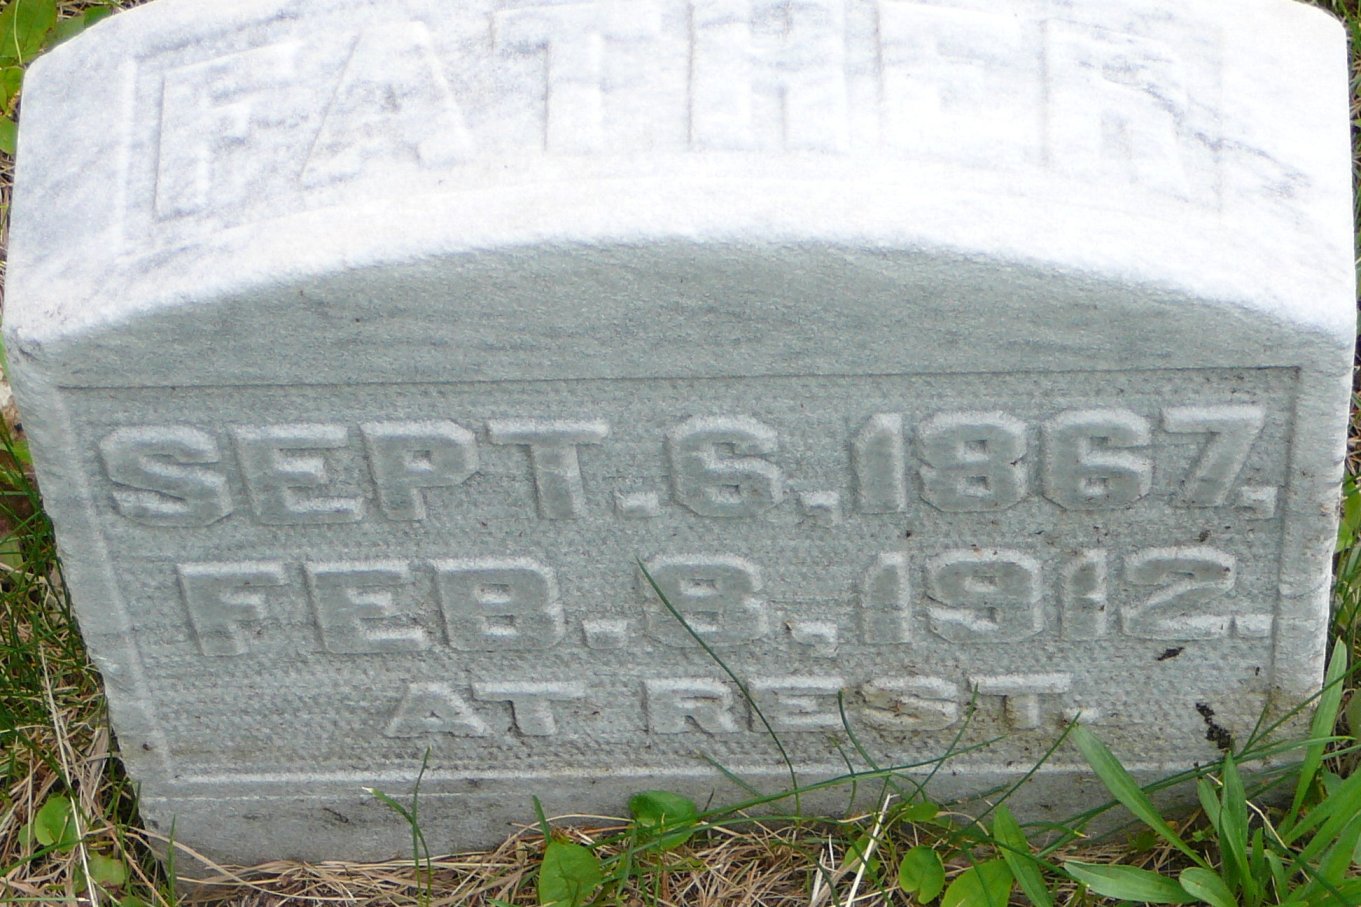 FATHER
SEPT. 6, 1867.
FEB. 8, 1912.
AT REST.